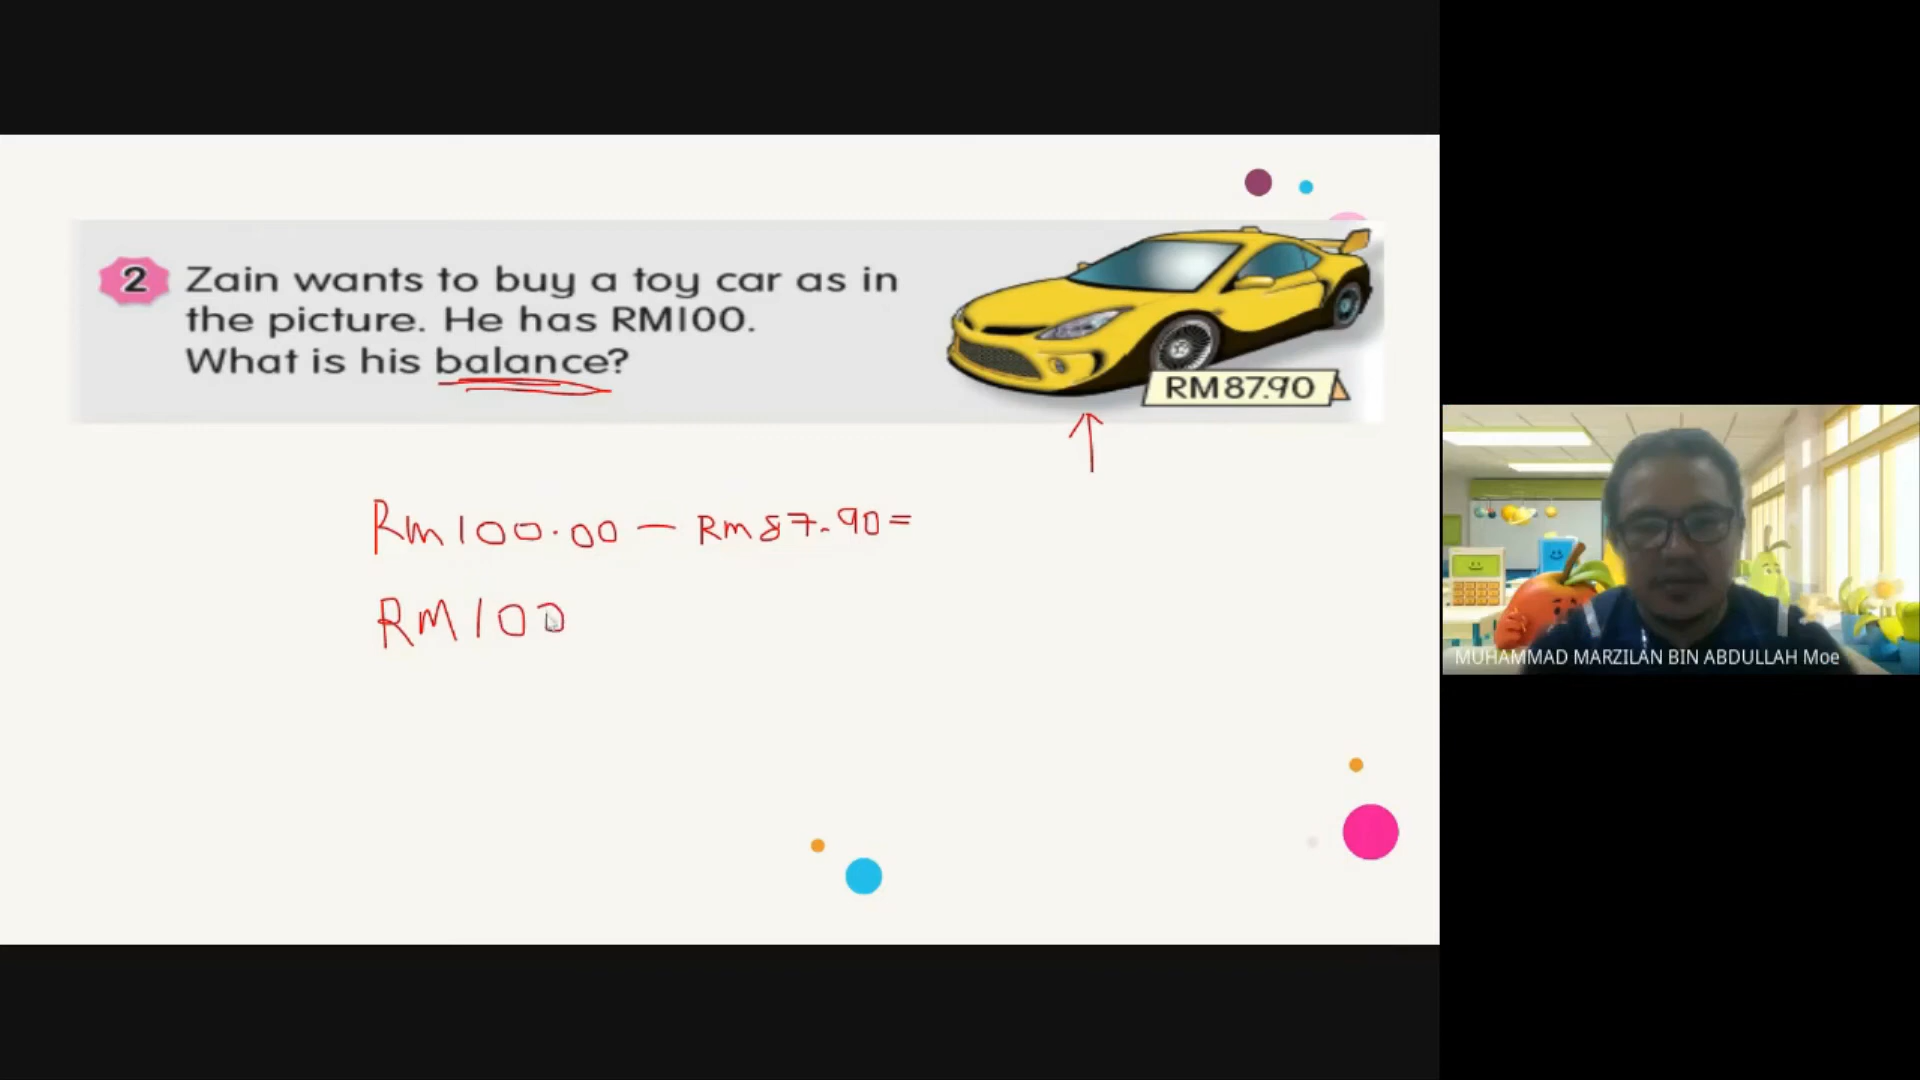 2 Zain wants to buy a toy car as in
the picture. He has RM100.
What is his balance?
RM87.90
Rm100.00 — Rm87.90=
RM100
MUHAMMAD MARZILAN BIN ABDULLAH Moe